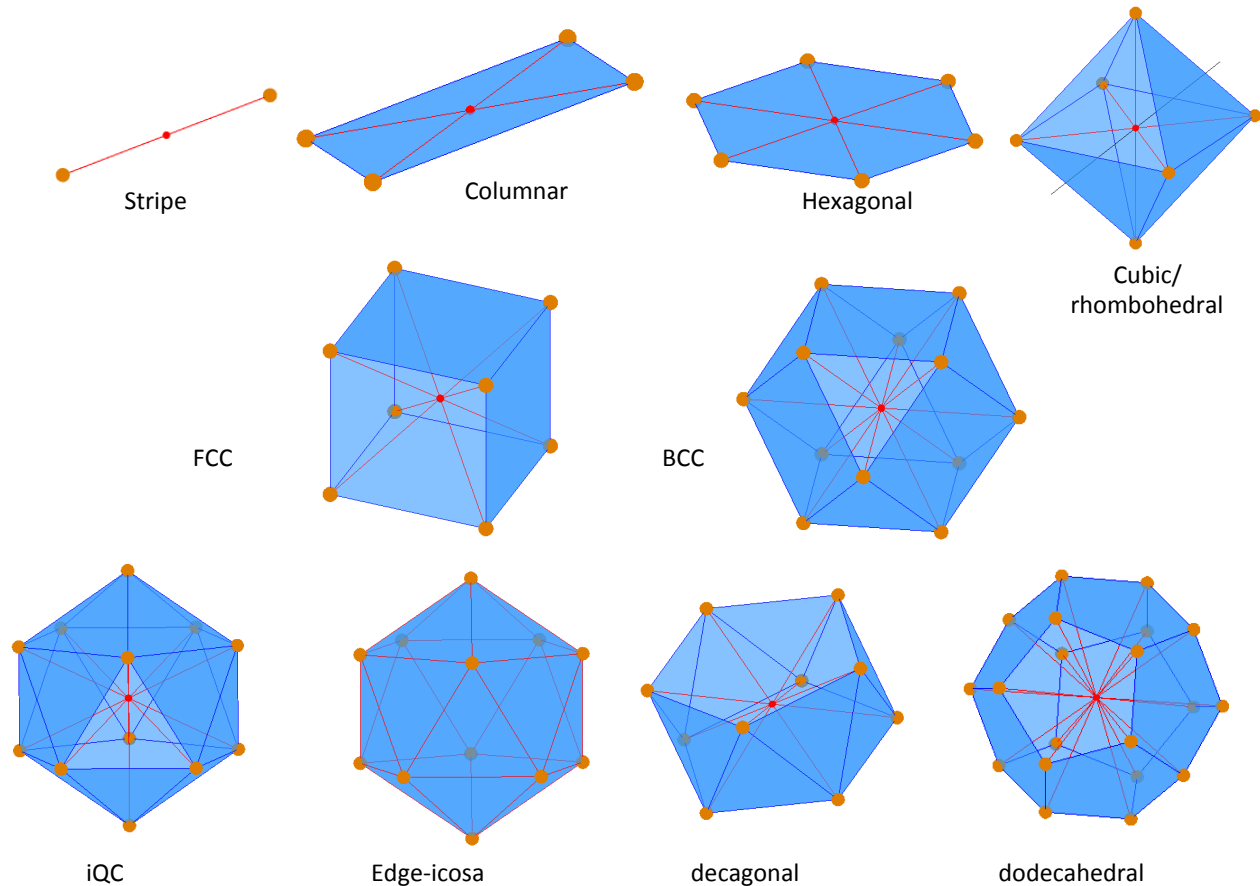 Stripe
Columnar
Hexagonal
Cubic/
rhombohedral
FCC
BCC
iQC
Edge-icosa
decagonal
dodecahedral